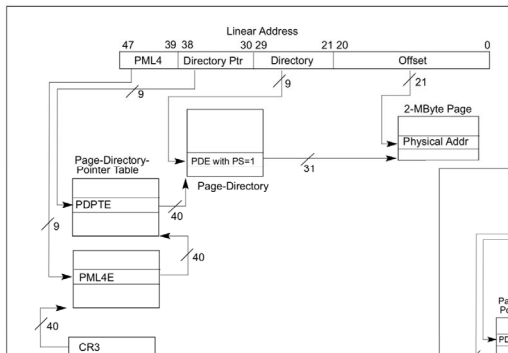 Linear Address
47 39 38 30 29 21 20 0
PML4 Directory Ptr Directory Offset
9 9 21
2-MByte Page
Physical Addr
PDE with PS=1
31
Page-Directory-
Pointer Table
Page-Directory
PDPTE
40
9
40
PML4E
40
CR3